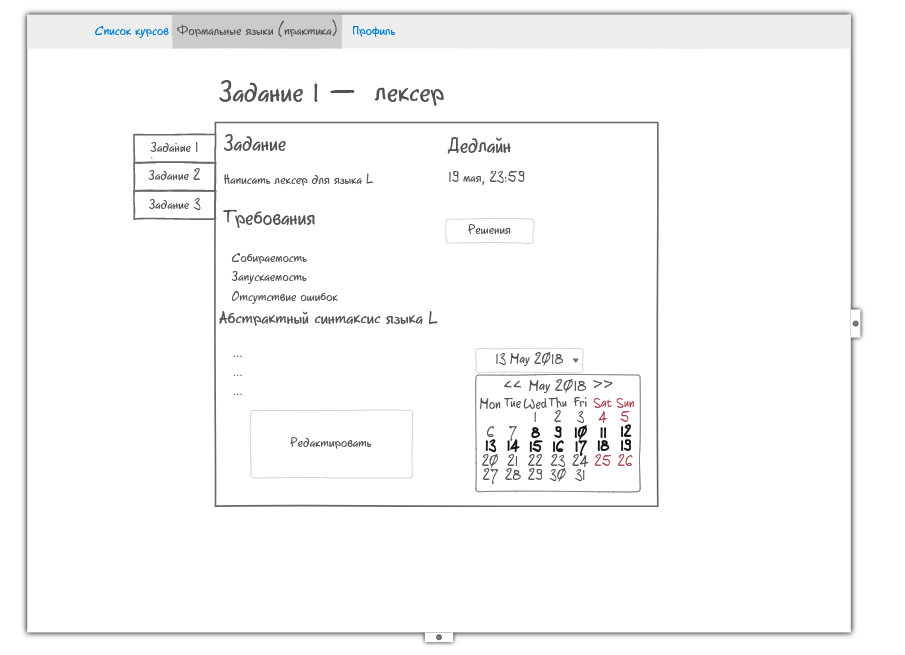 Список курсов Формальные языки (практика) Профиль
Задание 1 — лексер
Задание 1
Задание 2
Задание 3
Задание
Написать лексер для языка L
Требования
Собираемость
Запускаемость
Отсутствие ошибок
Абстрактный синтаксис языка L
...
...
...
Редактировать
Дедлайн
19 мая, 23:59
Решения
13 May 2018
<< May 2018 >>
Mon Tue Wed Thu Fri Sat Sun
1 2 3 4 5
6 7 8 9 10 11 12
13 14 15 16 17 18 19
20 21 22 23 24 25 26
27 28 29 30 31